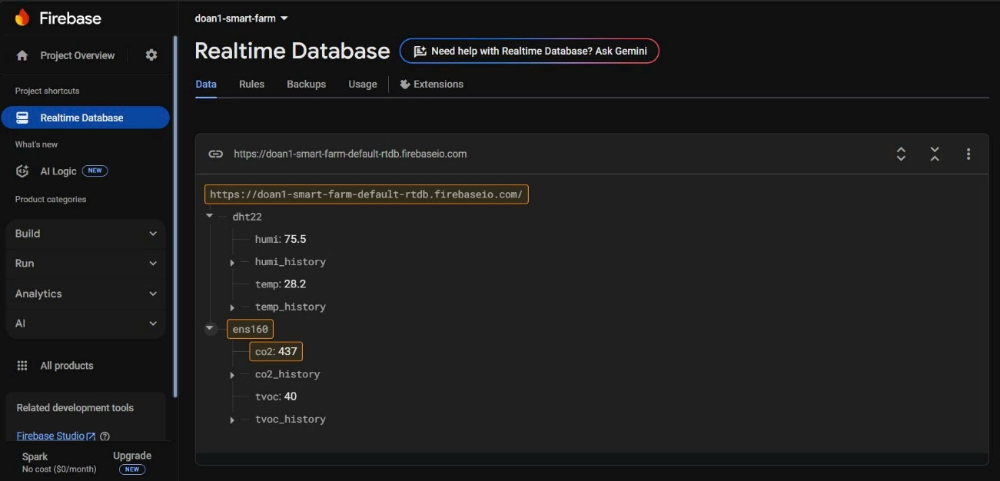 Firebase
Project Overview
Project shortcuts
Realtime Database
What's new
AI Logic NEW
Product categories
Build
Run
Analytics
AI
All products
Related development tools
Firebase Studio
Spark
No cost ($0/month)
Upgrade
NEW
doan1-smart-farm
Realtime Database
Need help with Realtime Database? Ask Gemini
Data Rules Backups Usage Extensions
https://doan1-smart-farm-default-rtdb.firebaseio.com
https://doan1-smart-farm-default-rtdb.firebaseio.com/
dht22
humi: 75.5
humi_history
temp: 28.2
temp_history
ens160
co2: 437
co2_history
tvoc: 40
tvoc_history